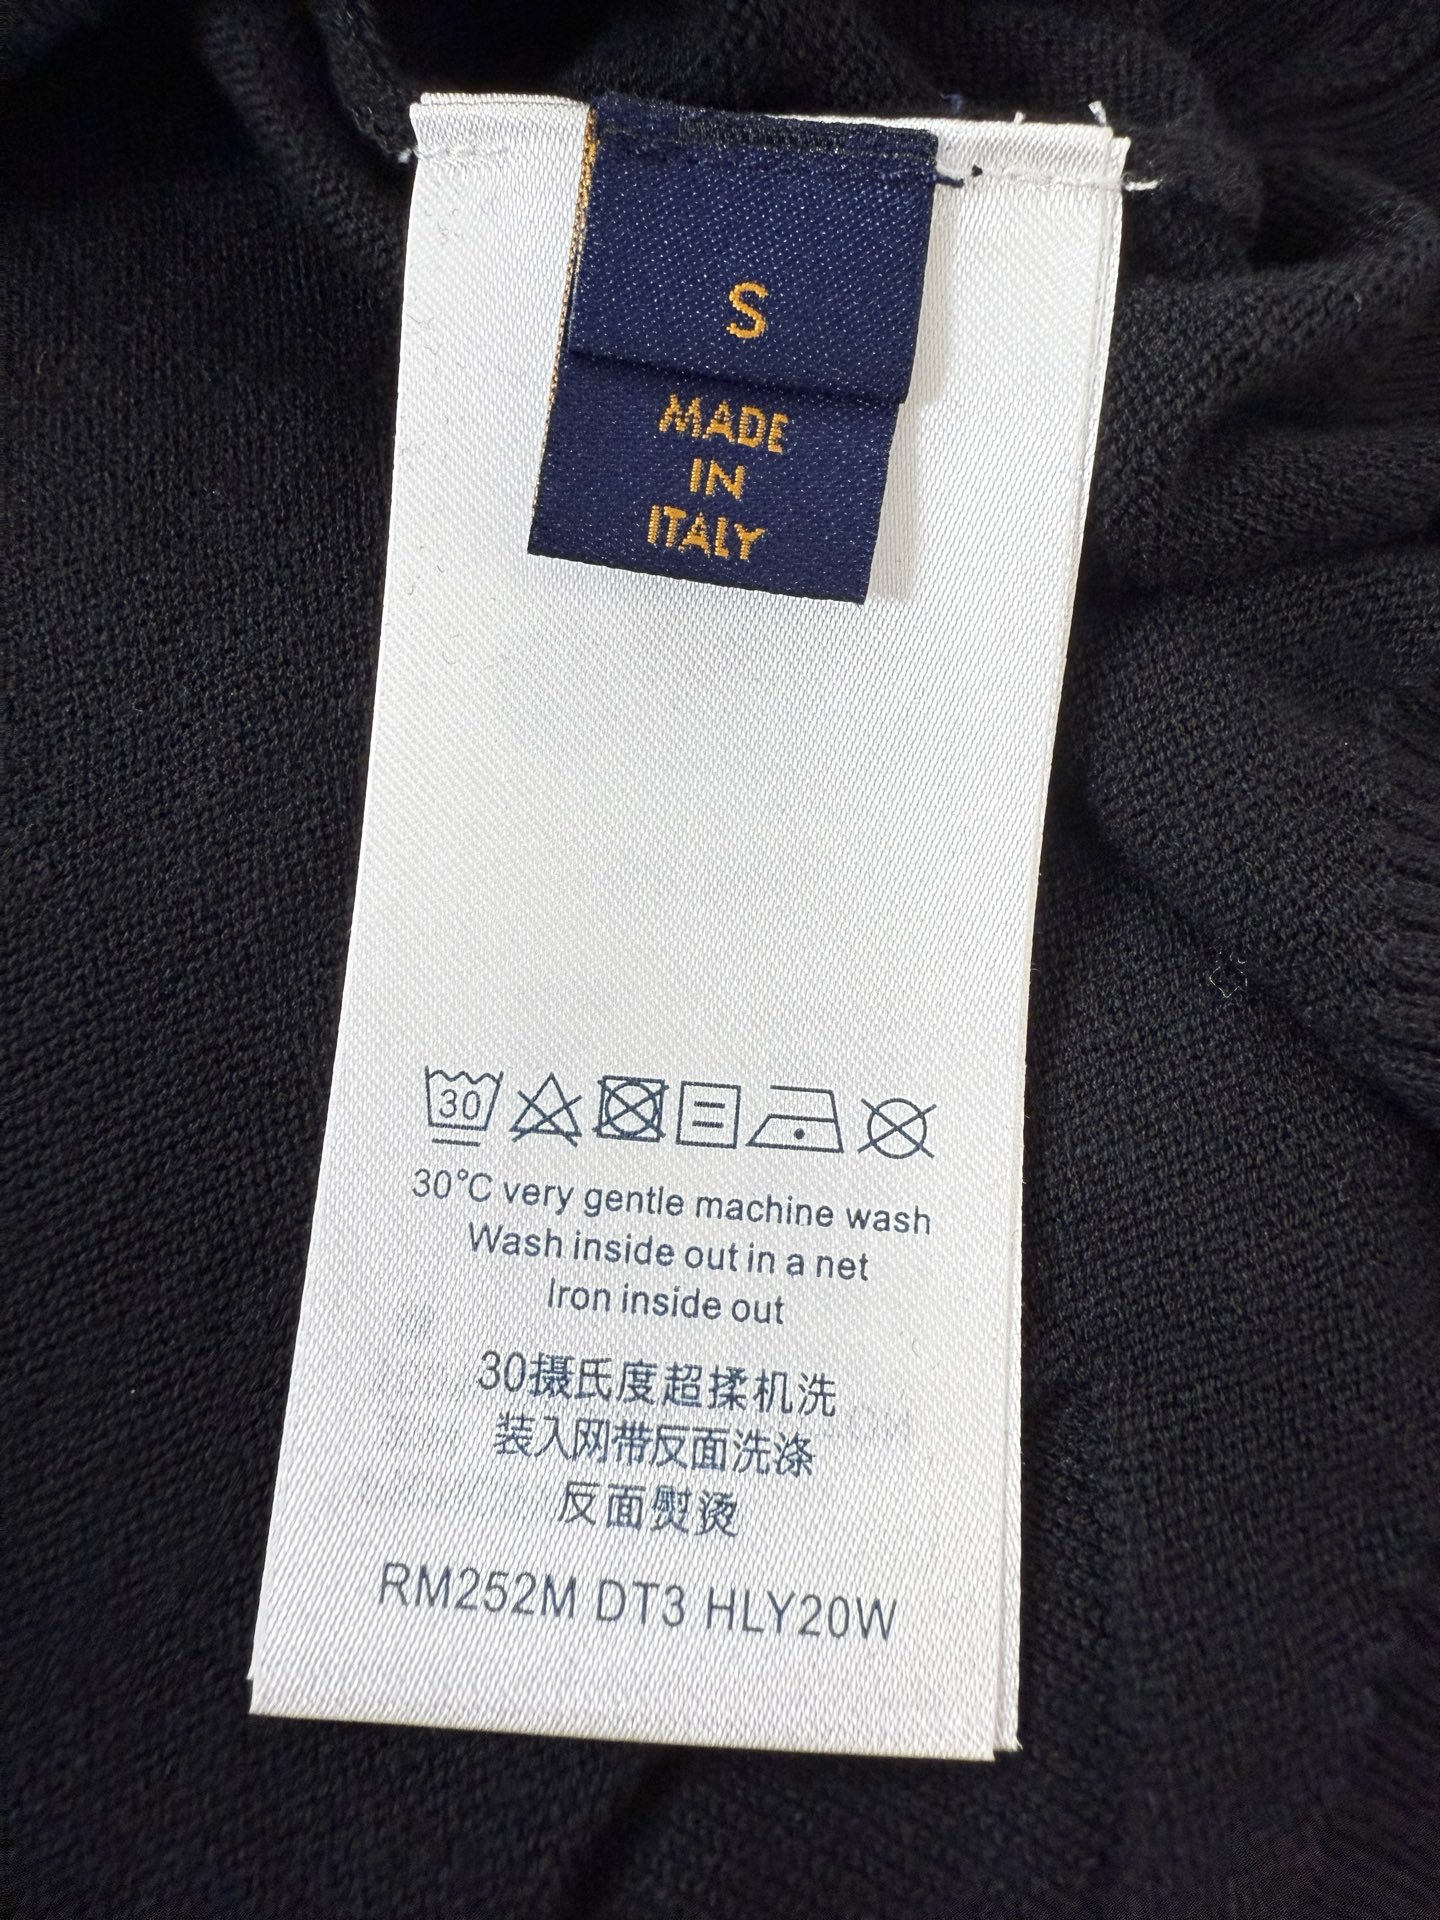 S
MADE
IN
ITALY
30
30°C very gentle machine wash
Wash inside out in a net
Iron inside out
30摄氏度超揉机洗
装入网带反面洗涤
反面熨烫
RM252M DT3 HLY20W